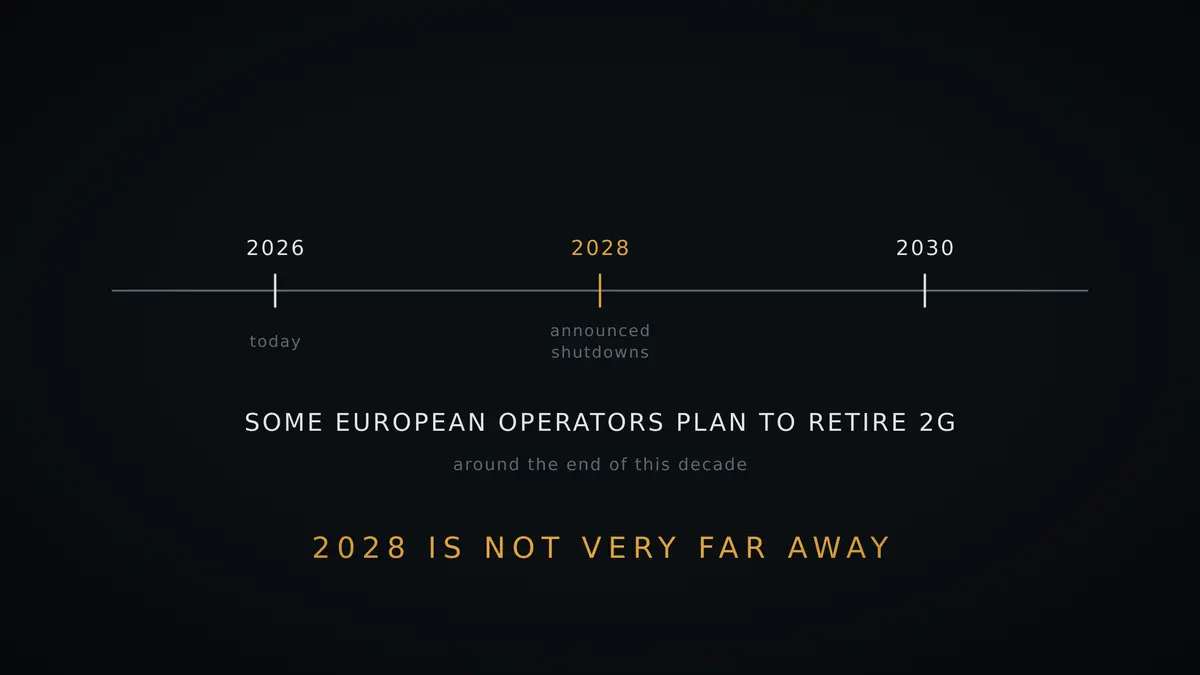 2026
2028
2030
today
announced
shutdowns
SOME EUROPEAN OPERATORS PLAN TO RETIRE 2G
around the end of this decade
2028 IS NOT VERY FAR AWAY